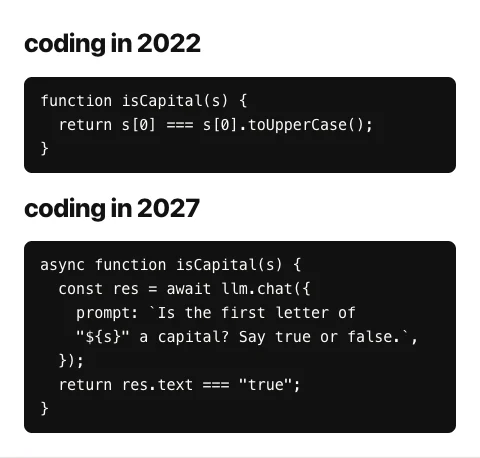 coding in 2022
function isCapital(s) {
  return s[0] === s[0].toUpperCase();
}
coding in 2027
async function isCapital(s) {
  const res = await llm.chat({
    prompt: `Is the first letter of
    "${s}" a capital? Say true or false.`,
  });
  return res.text === "true";
}